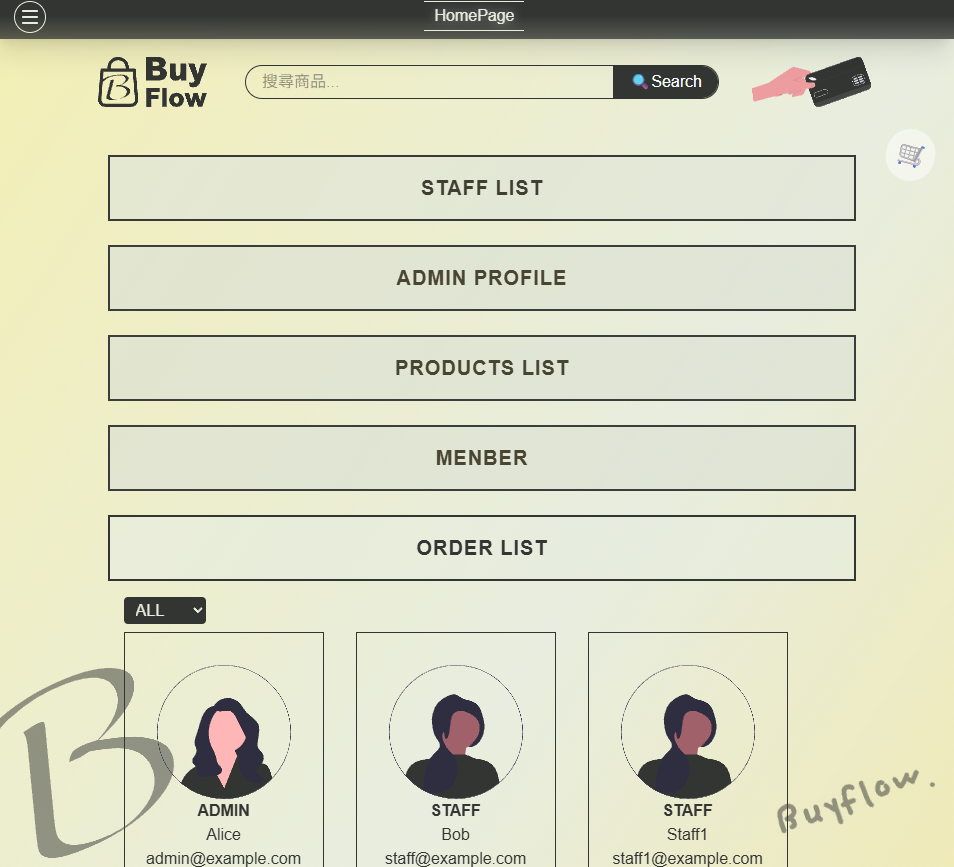 HomePage
Buy
Flow
搜尋商品...
Search
STAFF LIST
ADMIN PROFILE
PRODUCTS LIST
MENBER
ORDER LIST
ALL
ADMIN
Alice
admin@example.com
STAFF
Bob
staff@example.com
STAFF
Staff1
staff1@example.com
B
Buyflow.